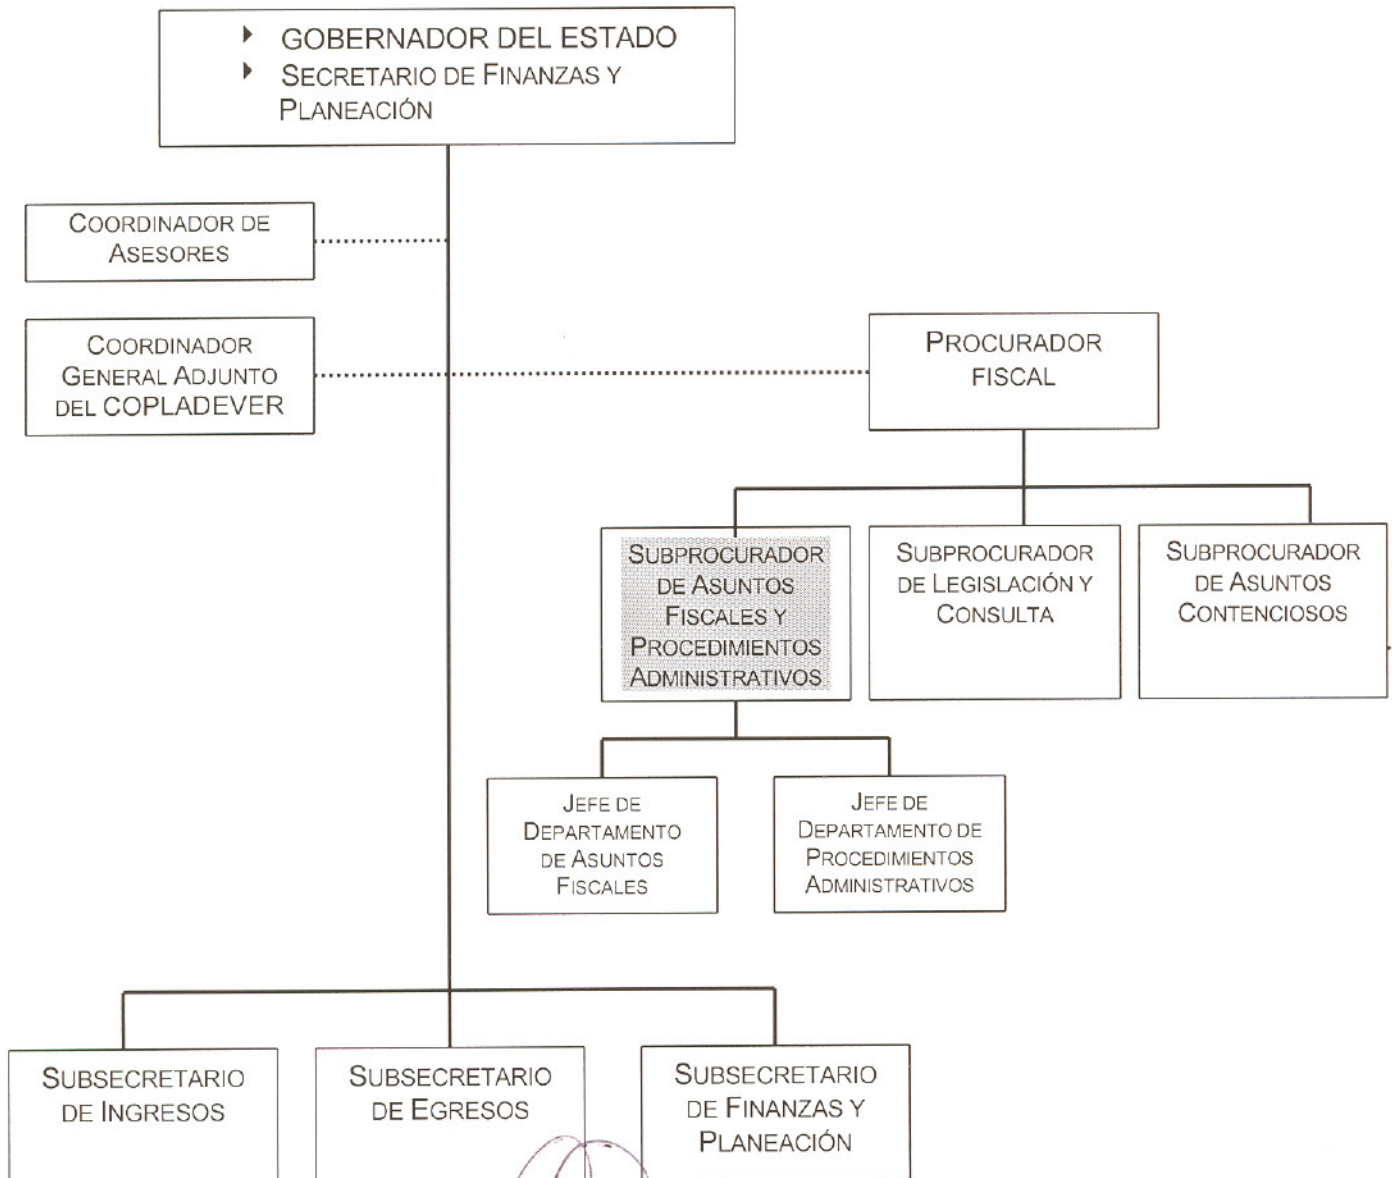 GOBERNADOR DEL ESTADO
SECRETARIO DE FINANZAS Y
PLANEACIÓN
COORDINADOR DE
ASESORES
COORDINADOR
GENERAL ADJUNTO
DEL COPLADEVER
PROCURADOR
FISCAL
SUBPROCURADOR
DE ASUNTOS
FISCALES Y
PROCEDIMIENTOS
ADMINISTRATIVOS
SUBPROCURADOR
DE LEGISLACIÓN Y
CONSULTA
SUBPROCURADOR
DE ASUNTOS
CONTENCIOSOS
JEFE DE
DEPARTAMENTO
DE ASUNTOS
FISCALES
JEFE DE
DEPARTAMENTO DE
PROCEDIMIENTOS
ADMINISTRATIVOS
SUBSECRETARIO
DE INGRESOS
SUBSECRETARIO
DE EGRESOS
SUBSECRETARIO
DE FINANZAS Y
PLANEACIÓN